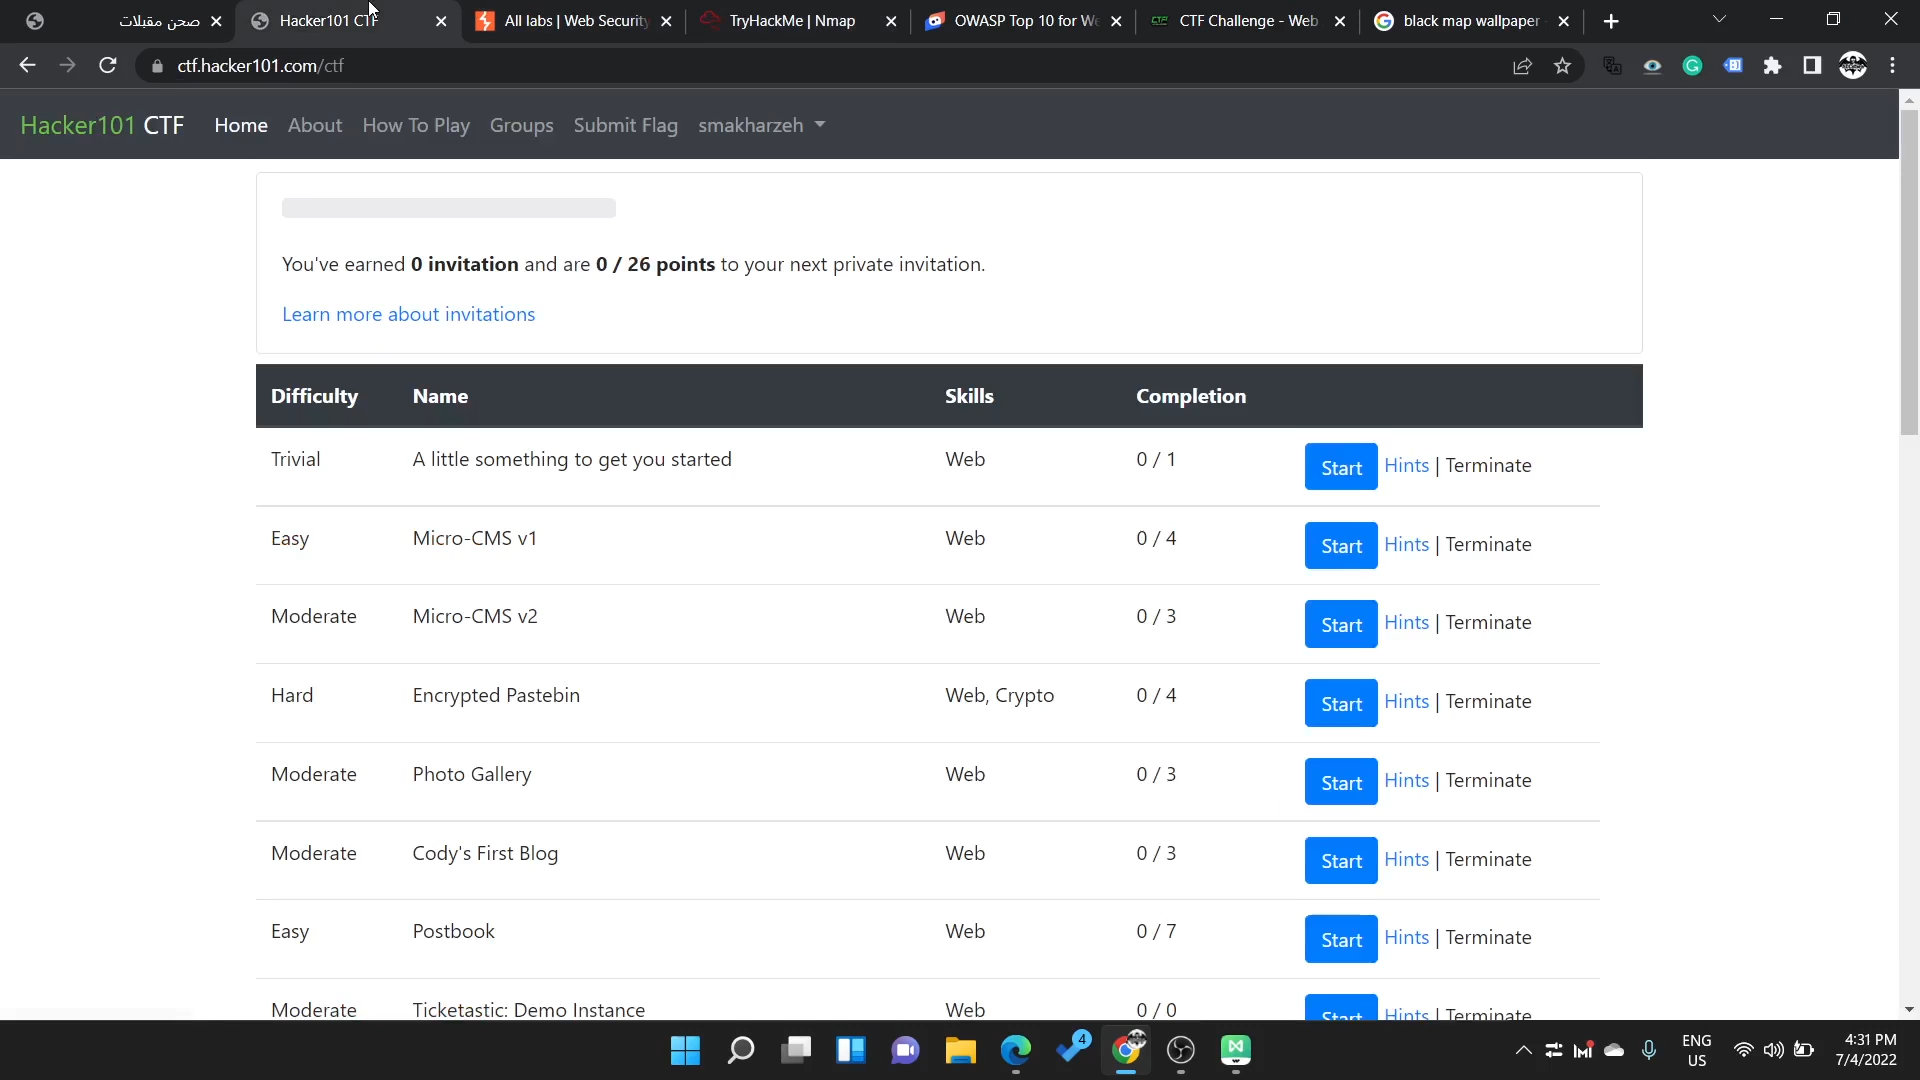 صحن مقبلات
Hacker101 CTF
All labs | Web Security
TryHackMe | Nmap
OWASP Top 10 for We
CTF Challenge - Web
black map wallpaper
ctf.hacker101.com/ctf
Hacker101 CTF Home About How To Play Groups Submit Flag smakharzeh
You've earned 0 invitation and are 0 / 26 points to your next private invitation.
Learn more about invitations
Difficulty Name Skills Completion
Trivial A little something to get you started Web 0 / 1 Start Hints | Terminate
Easy Micro-CMS v1 Web 0 / 4 Start Hints | Terminate
Moderate Micro-CMS v2 Web 0 / 3 Start Hints | Terminate
Hard Encrypted Pastebin Web, Crypto 0 / 4 Start Hints | Terminate
Moderate Photo Gallery Web 0 / 3 Start Hints | Terminate
Moderate Cody's First Blog Web 0 / 3 Start Hints | Terminate
Easy Postbook Web 0 / 7 Start Hints | Terminate
Moderate Ticketastic: Demo Instance Web 0 / 0 Start Hints | Terminate
4
ENG
US
4:31 PM
7/4/2022